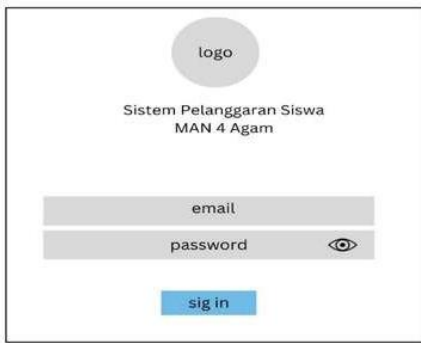 logo
Sistem Pelanggaran Siswa
MAN 4 Agam
email
password
sig in